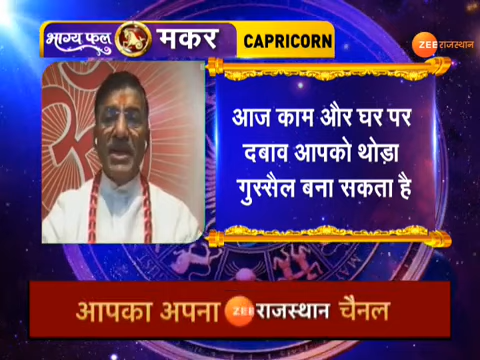 भाग्य फल
मकर
CAPRICORN
ZEE राजस्थान
आज काम और घर पर
दबाव आपको थोड़ा
गुस्सैल बना सकता है
आपका अपना ZEE राजस्थान चैनल